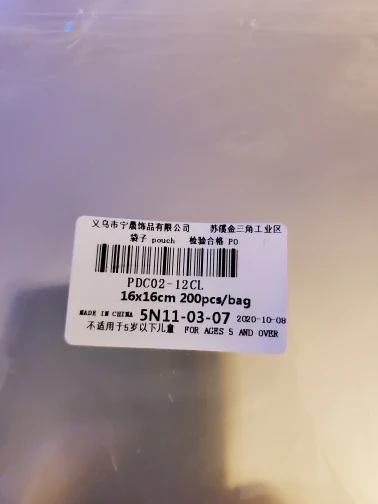 义乌市宁晟饰品有限公司 苏溪金三角工业区
袋子 pouch 检验合格 PO
PDC02-12CL
16x16cm 200pcs/bag
MADE IN CHINA 5N11-03-07 2020-10-08
不适用于5岁以下儿童 FOR AGES 5 AND OVER